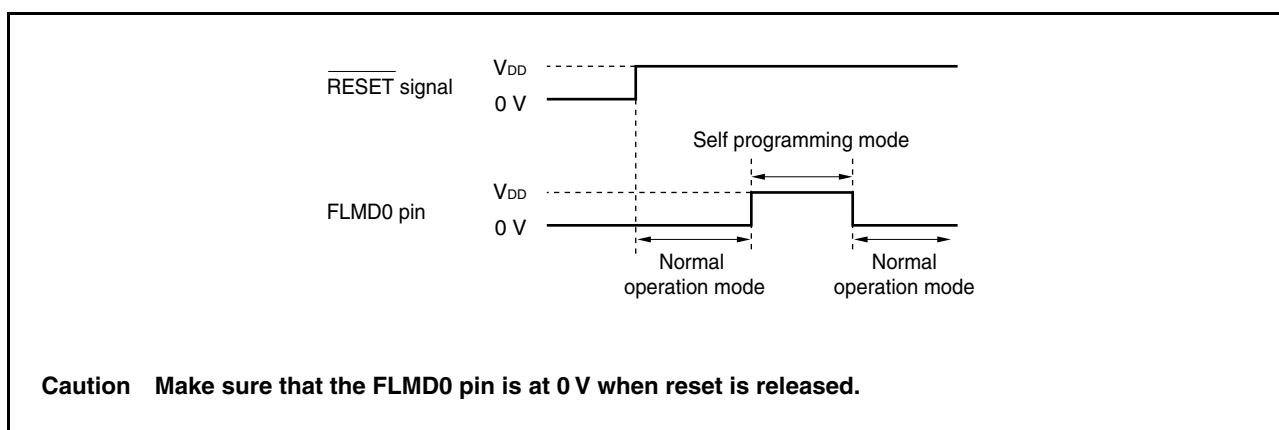 RESET signal
VDD
0 V
Self programming mode
FLMD0 pin
VDD
0 V
Normal
operation mode
Normal
operation mode
Caution Make sure that the FLMD0 pin is at 0 V when reset is released.